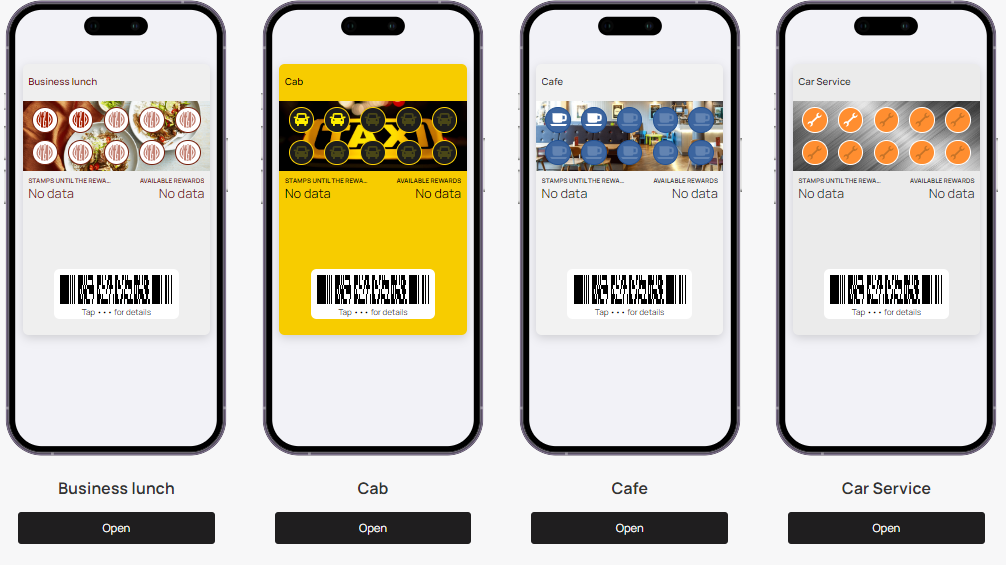 Business lunch
STAMPS UNTIL THE REWA...
AVAILABLE REWARDS
No data
No data
Tap ••• for details
Cab
TAXI
STAMPS UNTIL THE REWA...
AVAILABLE REWARDS
No data
No data
Tap ••• for details
Cafe
STAMPS UNTIL THE REWA...
AVAILABLE REWARDS
No data
No data
Tap ••• for details
Car Service
STAMPS UNTIL THE REWA...
AVAILABLE REWARDS
No data
No data
Tap ••• for details
Business lunch
Cab
Cafe
Car Service
Open
Open
Open
Open